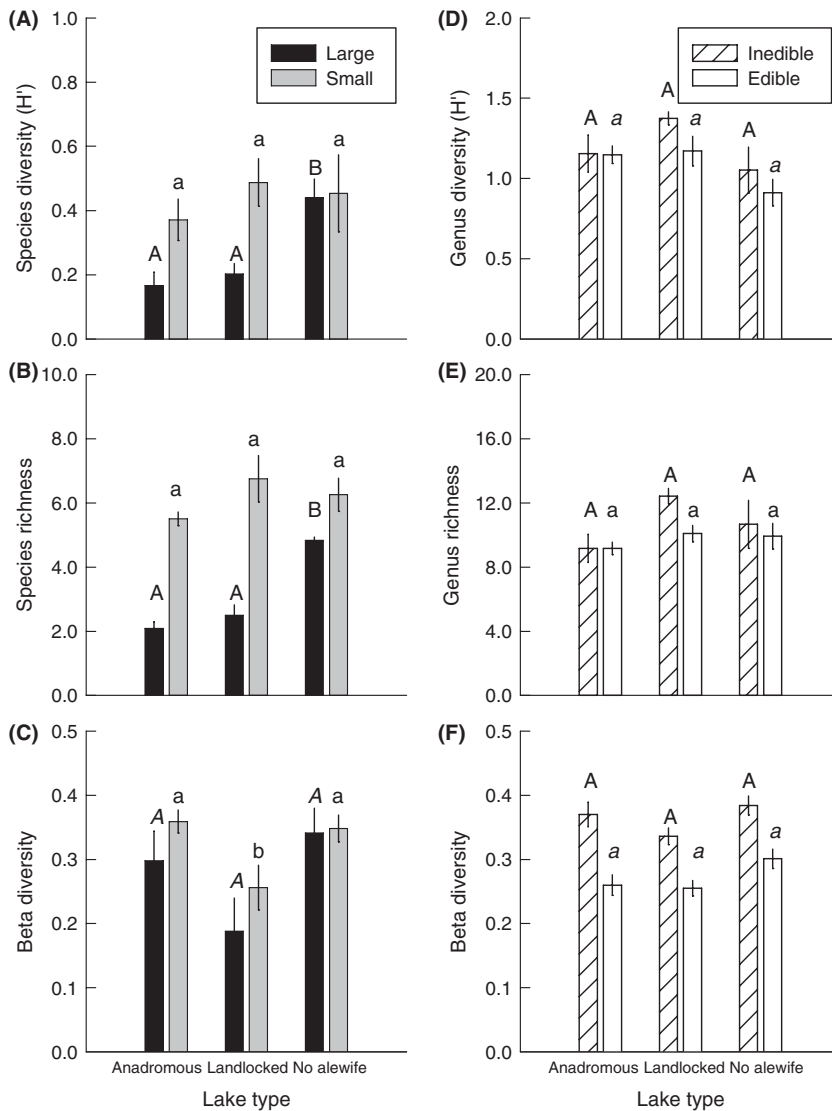 (A)
1.0
0.8
0.6
0.4
0.2
0.0
Species diversity (H')
Large
Small
A a A a B a
(B)
10.0
8.0
6.0
4.0
2.0
0.0
Species richness
A a A a B a
(C)
0.5
0.4
0.3
0.2
0.1
0.0
Beta diversity
A a A b A a
Anadromous Landlocked No alewife
Lake type
(D)
2.0
1.5
1.0
0.5
0.0
Genus diversity (H')
Inedible
Edible
A a A a A a
(E)
20.0
16.0
12.0
8.0
4.0
0.0
Genus richness
A a A a A a
(F)
0.5
0.4
0.3
0.2
0.1
0.0
Beta diversity
A a A a A a
Anadromous Landlocked No alewife
Lake type